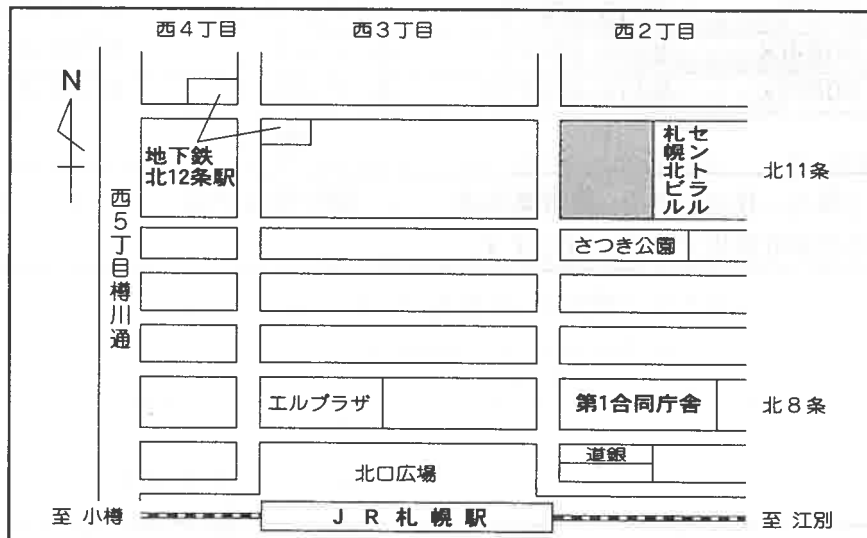 西4丁目
西3丁目
西2丁目
N
地下鉄
北12条駅
セントラル
札幌北ビル
北11条
西5丁目樽川通
さつき公園
エルプラザ
第1合同庁舎
北8条
道銀
北口広場
至 小樽
JR札幌駅
至 江別